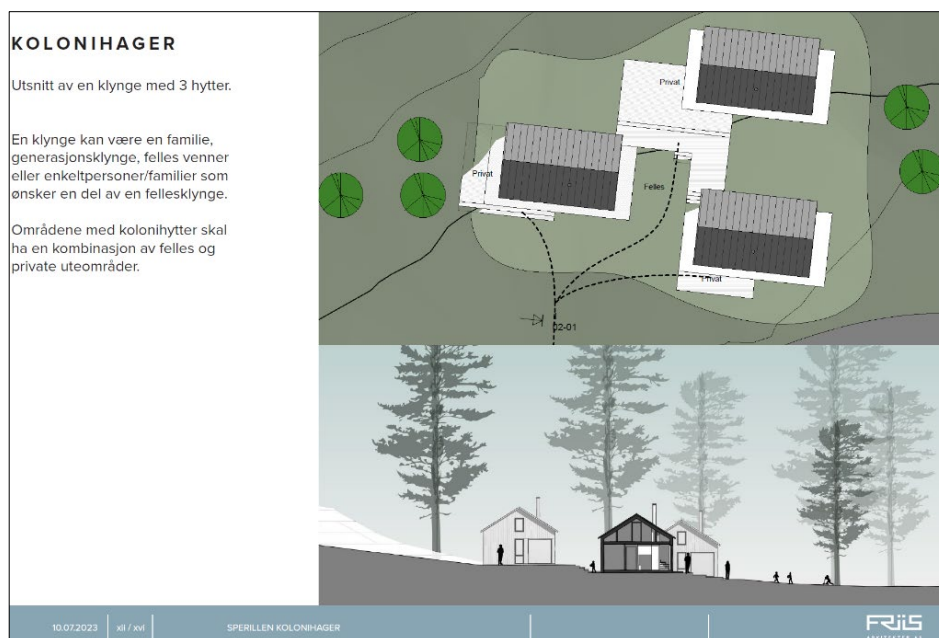 KOLONIHAGER
Utsnitt av en klynge med 3 hytter.
En klynge kan være en familie,
generasjonsklynge, felles venner
eller enkeltpersoner/familier som
ønsker en del av en fellesklynge.
Områdene med kolonihytter skal
ha en kombinasjon av felles og
private uteområder.
Privat
Privat
Felles
Privat
02-01
10.07.2023
xii / xvi
SPERILLEN KOLONIHAGER
FRIIS
ARKITEKTER AS